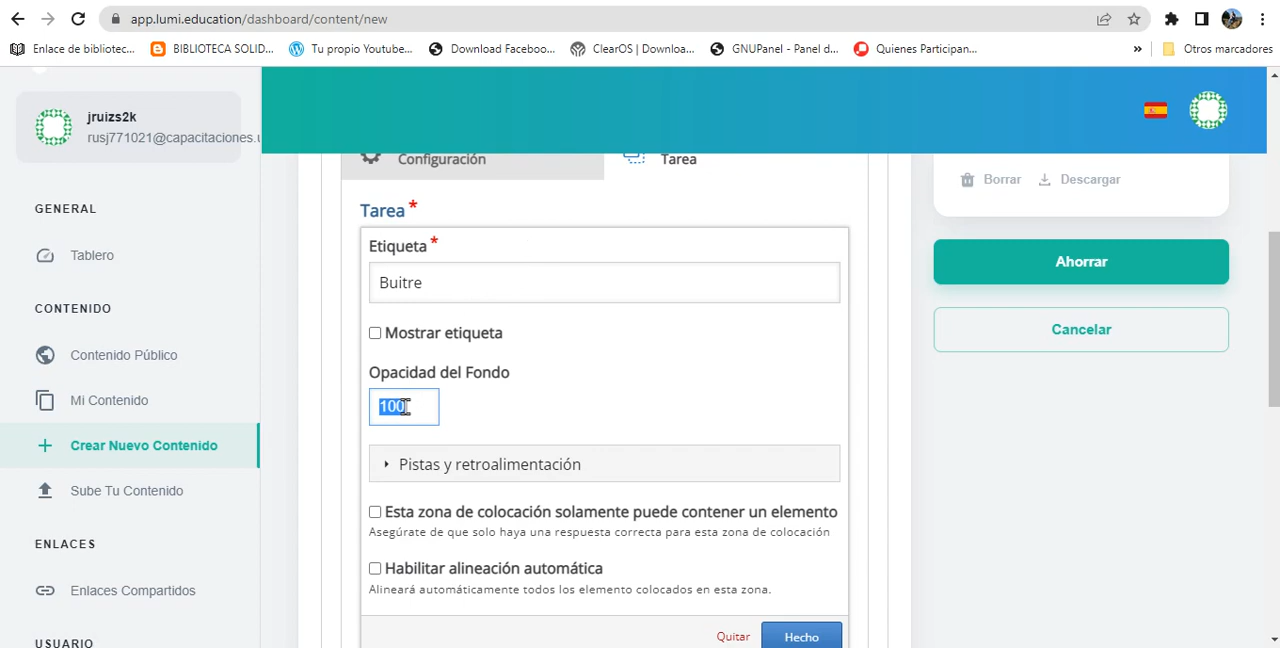 app.lumi.education/dashboard/content/new
Enlace de bibliotec...
BIBLIOTECA SOLID...
Tu propio Youtube...
Download Faceboo...
ClearOS | Downloa...
GNUPanel - Panel d...
Quienes Participan...
»
Otros marcadores
jruizs2k
rusj771021@capacitaciones.u
GENERAL
Tablero
CONTENIDO
Contenido Público
Mi Contenido
Crear Nuevo Contenido
Sube Tu Contenido
ENLACES
Enlaces Compartidos
USUARIO
Configuración
Tarea
Tarea *
Etiqueta *
Buitre
Mostrar etiqueta
Opacidad del Fondo
100
Pistas y retroalimentación
Esta zona de colocación solamente puede contener un elemento
Asegúrate de que solo haya una respuesta correcta para esta zona de colocación
Habilitar alineación automática
Alineará automáticamente todos los elemento colocados en esta zona.
Quitar
Hecho
Borrar
Descargar
Ahorrar
Cancelar